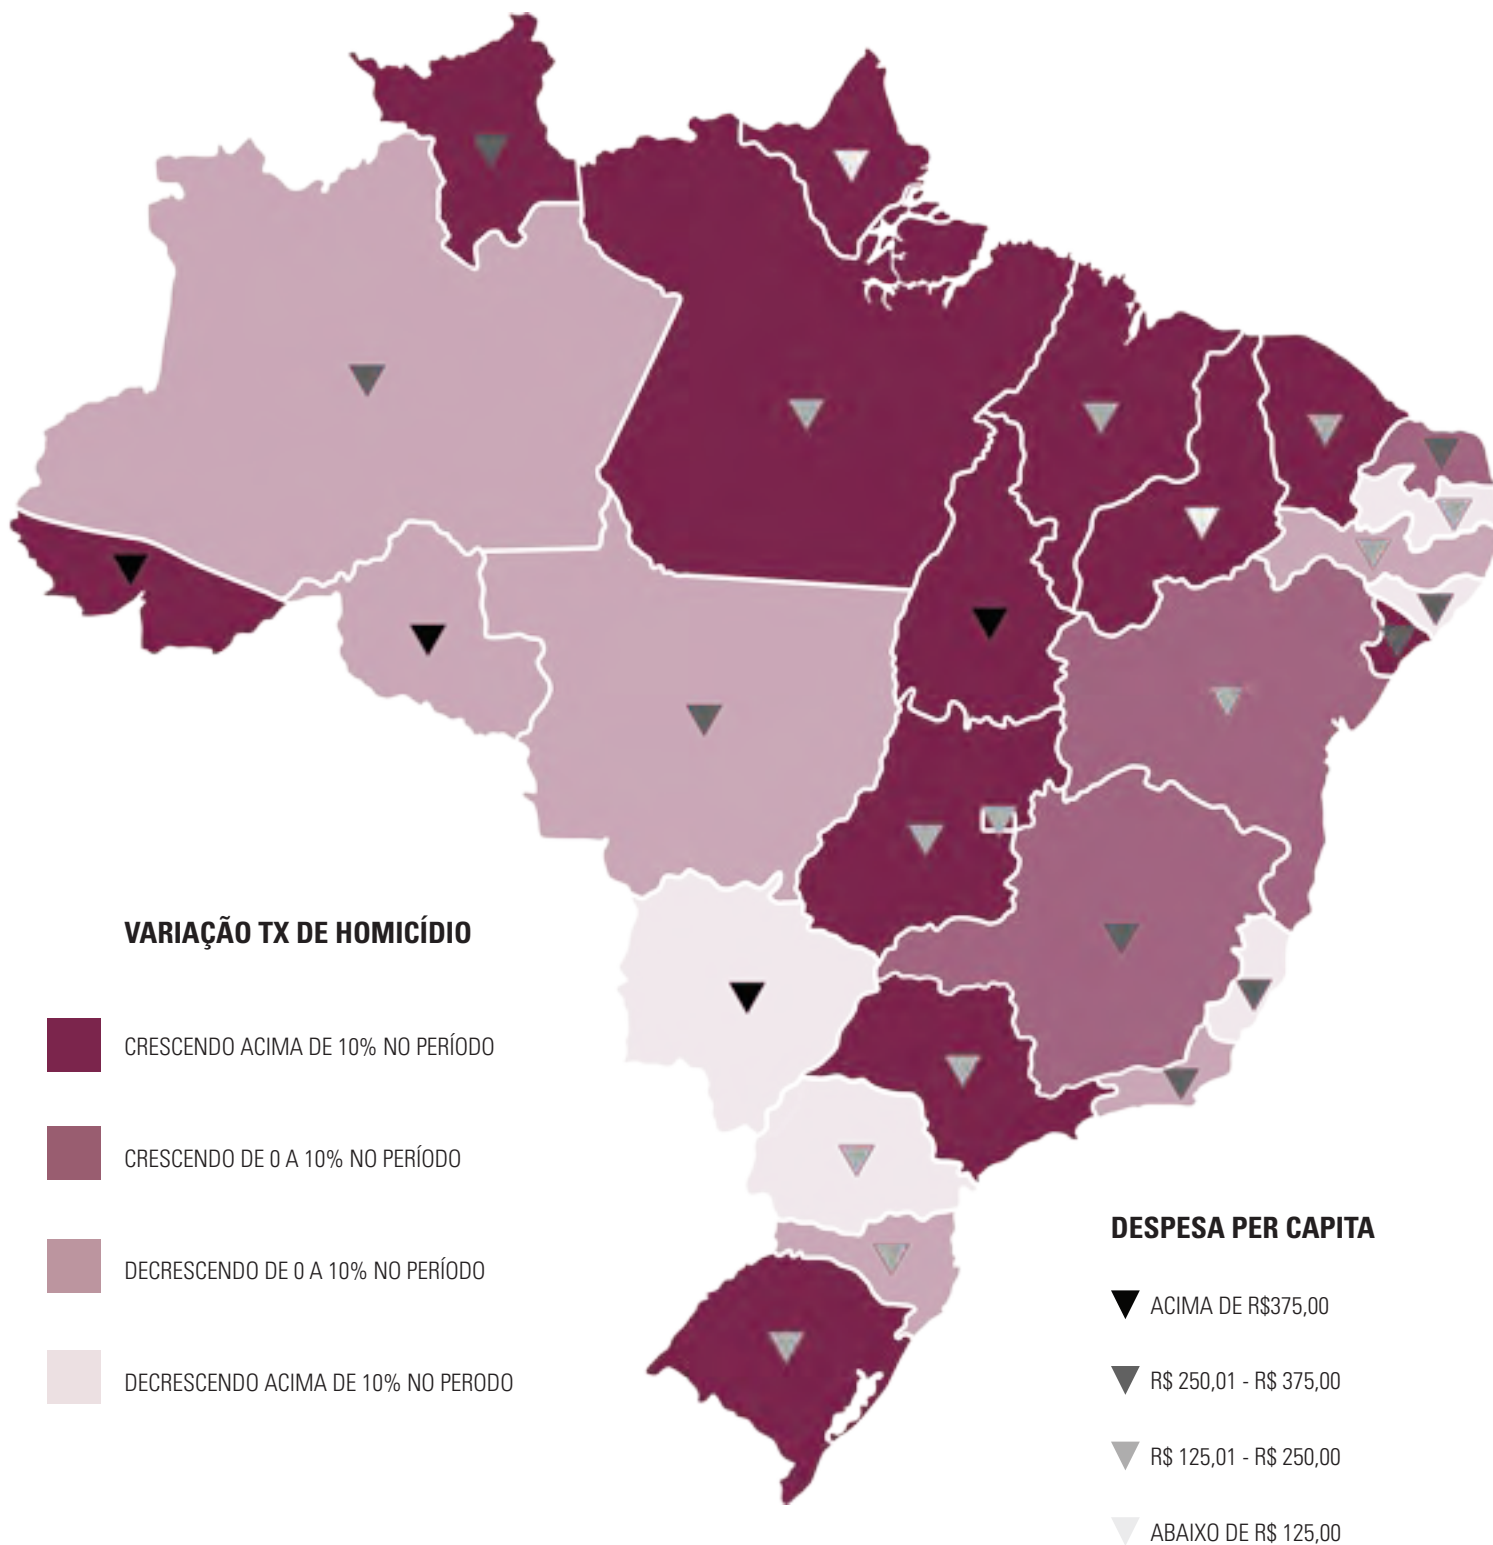 VARIAÇÃO TX DE HOMICÍDIO
CRESCENDO ACIMA DE 10% NO PERÍODO
CRESCENDO DE 0 A 10% NO PERÍODO
DECRESCENDO DE 0 A 10% NO PERÍODO
DECRESCENDO ACIMA DE 10% NO PERODO
DESPESA PER CAPITA
ACIMA DE R$375,00
R$ 250,01 - R$ 375,00
R$ 125,01 - R$ 250,00
ABAIXO DE R$ 125,00